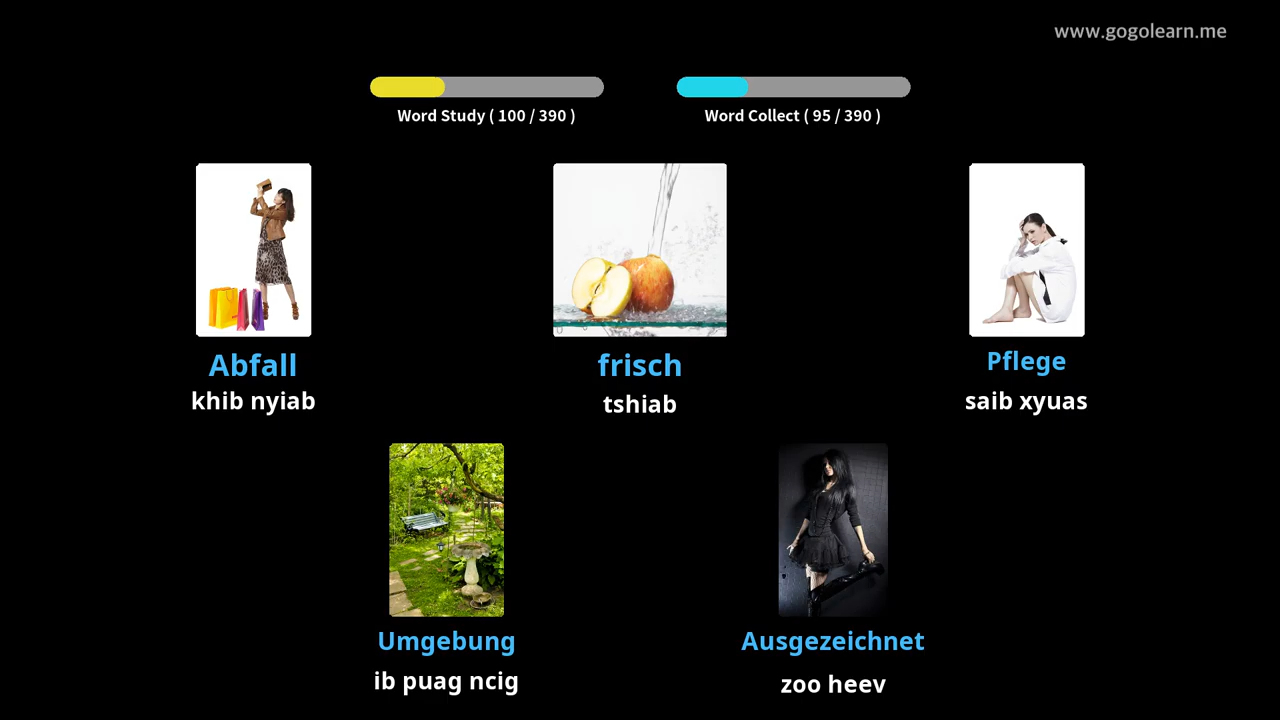 www.gogolearn.me
Word Study ( 100 / 390 )
Word Collect ( 95 / 390 )
Abfall
khib nyiab
frisch
tshiab
Pflege
saib xyuas
Umgebung
ib puag ncig
Ausgezeichnet
zoo heev